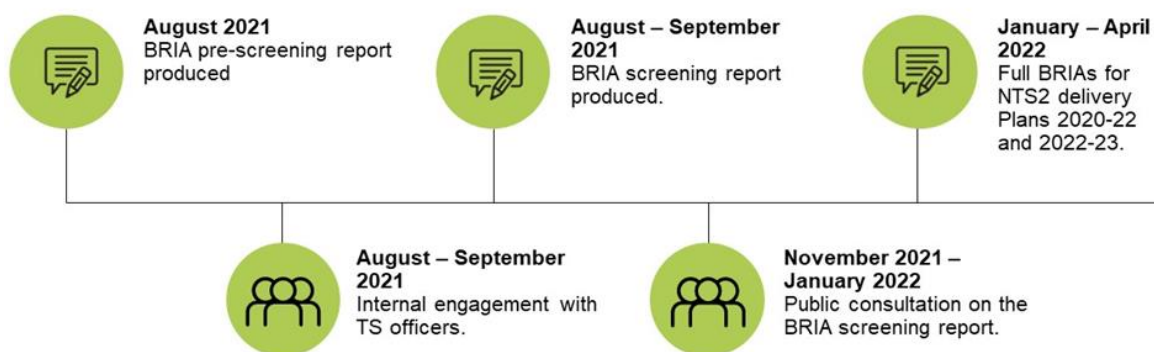 August 2021
BRIA pre-screening report
produced
August – September
2021
BRIA screening report
produced.
January – April
2022
Full BRIAs for
NTS2 delivery
Plans 2020-22
and 2022-23.
August – September
2021
Internal engagement with
TS officers.
November 2021 –
January 2022
Public consultation on the
BRIA screening report.